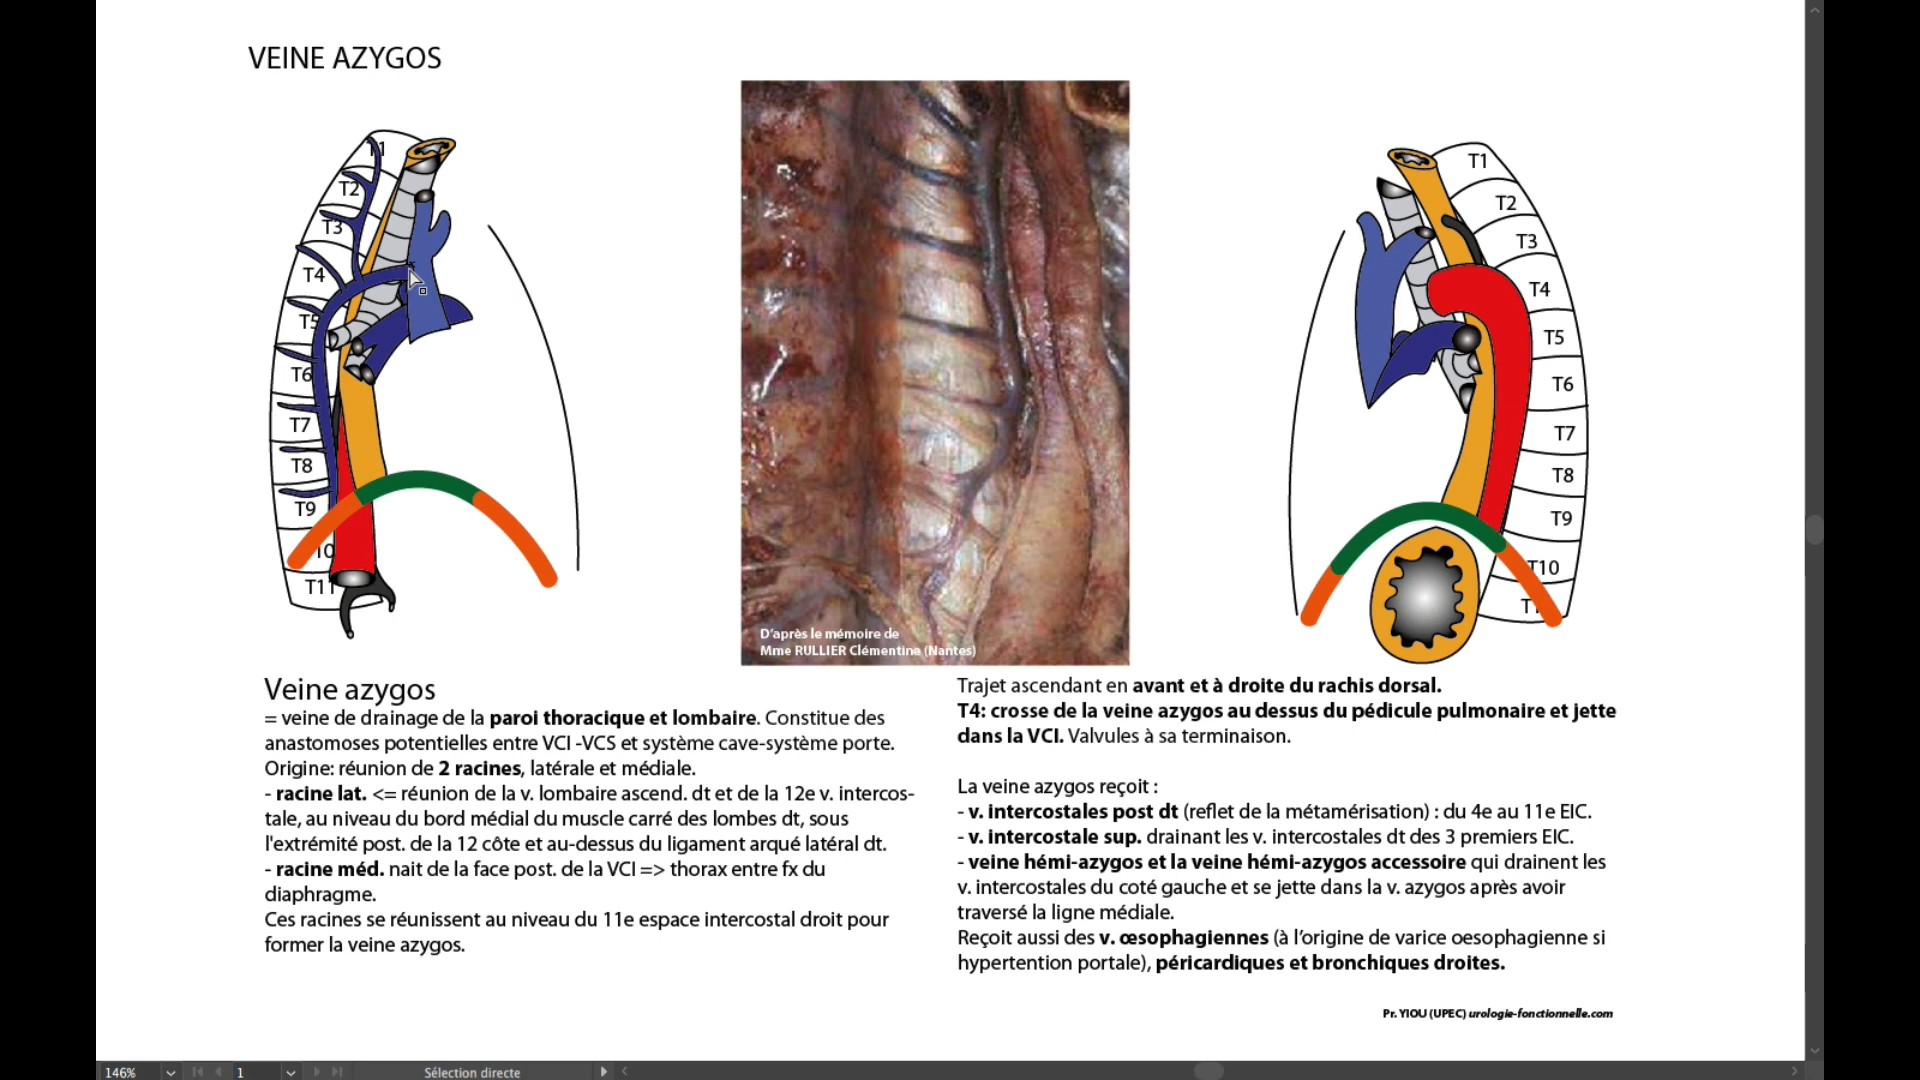 VEINE AZYGOS
T1
T2
T3
T4
T5
T6
T7
T8
T9
10
T11
D'après le mémoire de
Mme RULLIER Clémentine (Nantes)
T1
T2
T3
T4
T5
T6
T7
T8
T9
T10
T1
Veine azygos
= veine de drainage de la paroi thoracique et lombaire. Constitue des
anastomoses potentielles entre VCI -VCS et système cave-système porte.
Origine: réunion de 2 racines, latérale et médiale.
- racine lat. <= réunion de la v. lombaire ascend. dt et de la 12e v. intercos-
tale, au niveau du bord médial du muscle carré des lombes dt, sous
l'extrémité post. de la 12 côte et au-dessus du ligament arqué latéral dt.
- racine méd. nait de la face post. de la VCI => thorax entre fx du
diaphragme.
Ces racines se réunissent au niveau du 11e espace intercostal droit pour
former la veine azygos.
Trajet ascendant en avant et à droite du rachis dorsal.
T4: crosse de la veine azygos au dessus du pédicule pulmonaire et jette
dans la VCI. Valvules à sa terminaison.
La veine azygos reçoit :
- v. intercostales post dt (reflet de la métamérisation) : du 4e au 11e EIC.
- v. intercostale sup. drainant les v. intercostales dt des 3 premiers EIC.
- veine hémi-azygos et la veine hémi-azygos accessoire qui drainent les
v. intercostales du coté gauche et se jette dans la v. azygos après avoir
traversé la ligne médiale.
Reçoit aussi des v. œsophagiennes (à l'origine de varice oesophagienne si
hypertention portale), péricardiques et bronchiques droites.
Pr. YIOU (UPEC) urologie-fonctionnelle.com
146%
1
Sélection directe